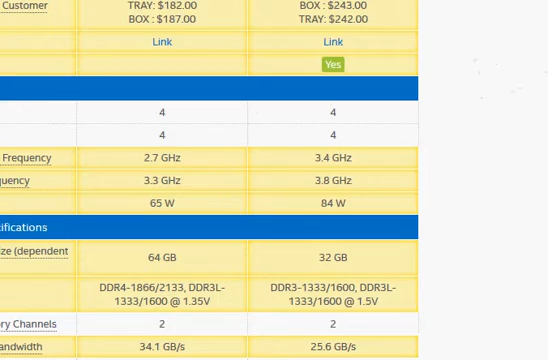 Customer TRAY: $182.00 BOX : $243.00
BOX : $187.00 TRAY: $242.00
Link Link
Yes
4 4
4 4
Frequency 2.7 GHz 3.4 GHz
quency 3.3 GHz 3.8 GHz
65 W 84 W
cifications
ize (dependent 64 GB 32 GB
DDR4-1866/2133, DDR3L- DDR3-1333/1600, DDR3L-
1333/1600 @ 1.35V 1333/1600 @ 1.5V
ry Channels 2 2
andwidth 34.1 GB/s 25.6 GB/s